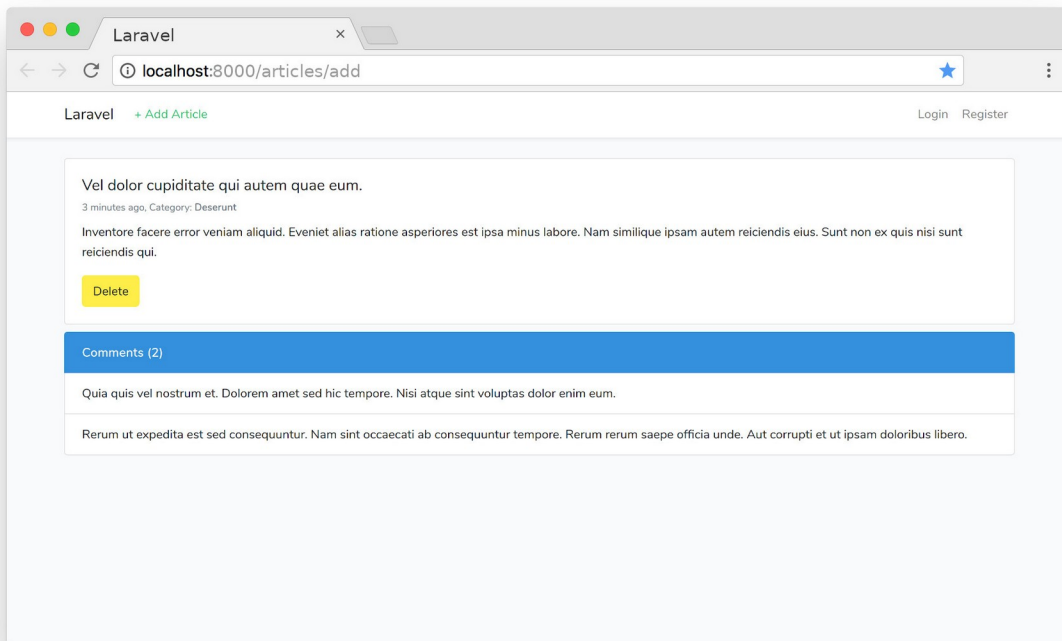 Laravel
localhost:8000/articles/add
Laravel + Add Article Login Register
Vel dolor cupiditate qui autem quae eum.
3 minutes ago, Category: Deserunt
Inventore facere error veniam aliquid. Eveniet alias ratione asperiores est ipsa minus labore. Nam similique ipsam autem reiciendis eius. Sunt non ex quis nisi sunt
reiciendis qui.
Delete
Comments (2)
Quia quis vel nostrum et. Dolorem amet sed hic tempore. Nisi atque sint voluptas dolor enim eum.
Rerum ut expedita est sed consequuntur. Nam sint occaecati ab consequuntur tempore. Rerum rerum saepe officia unde. Aut corrupti et ut ipsam doloribus libero.